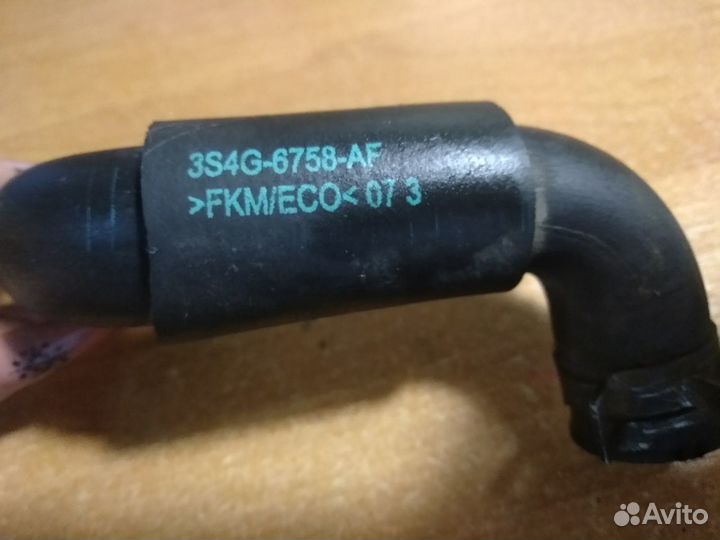 3S4G-6758-AF
>FKM/ECO< 07 3
Avito